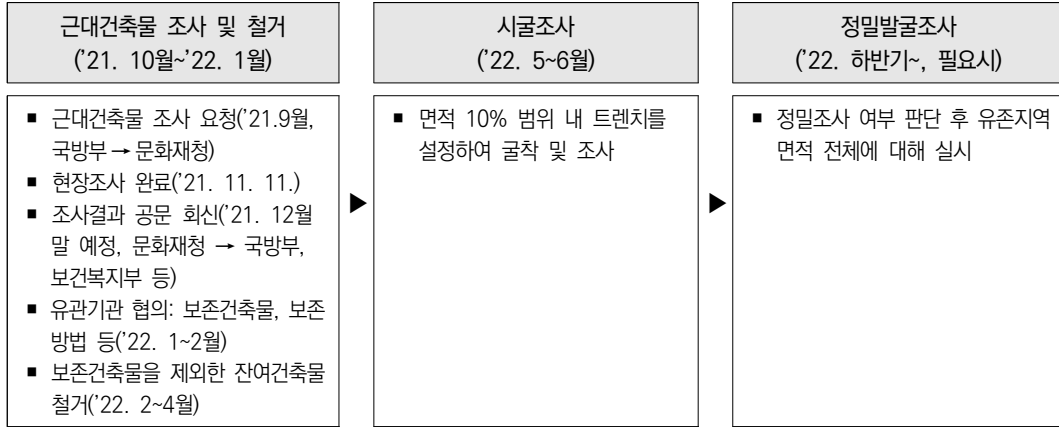 근대건축물 조사 및 철거
(’21. 10월~’22. 1월)
■ 근대건축물 조사 요청(’21.9월,
국방부 → 문화재청)
■ 현장조사 완료(’21. 11. 11.)
■ 조사결과 공문 회신(’21. 12월
말 예정, 문화재청 → 국방부,
보건복지부 등)
■ 유관기관 협의: 보존건축물, 보존
방법 등(’22. 1~2월)
■ 보존건축물을 제외한 잔여건축물
철거(’22. 2~4월)
▶
시굴조사
(’22. 5~6월)
■ 면적 10% 범위 내 트렌치를
설정하여 굴착 및 조사
▶
정밀발굴조사
(’22. 하반기~, 필요시)
■ 정밀조사 여부 판단 후 유존지역
면적 전체에 대해 실시